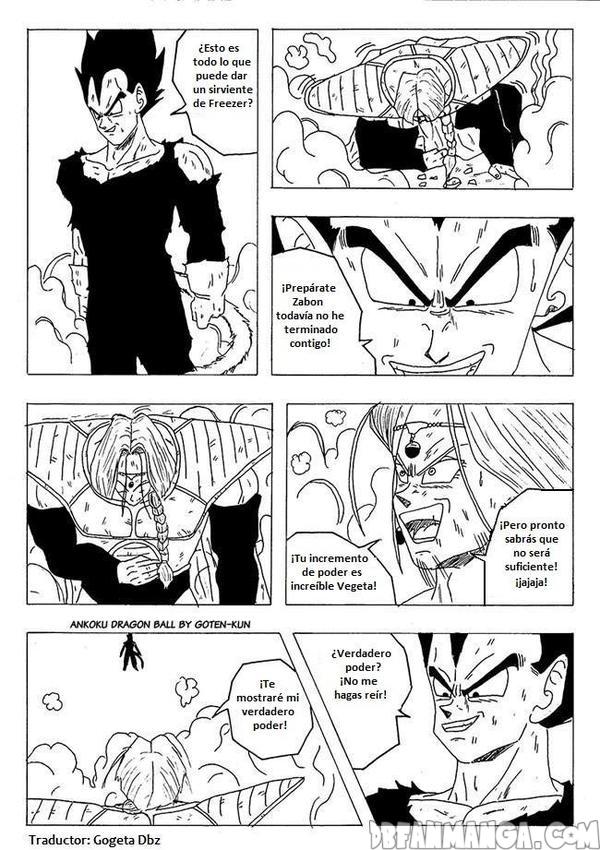 ¿Esto es
todo lo que
puede dar
un sirviente
de Freezer?
¡Prepárate
Zabon
todavía no he
terminado
contigo!
¡Tu incremento
de poder es
increíble Vegeta!
¡Pero pronto
sabrás que
no será
suficiente!
¡jajaja!
ANKOKU DRAGON BALL BY GOTEN-KUN
¡Te
mostraré mi
verdadero
poder!
¿Verdadero
poder?
¡No me
hagas reír!
Traductor: Gogeta Dbz
DBFANMANGA.COM